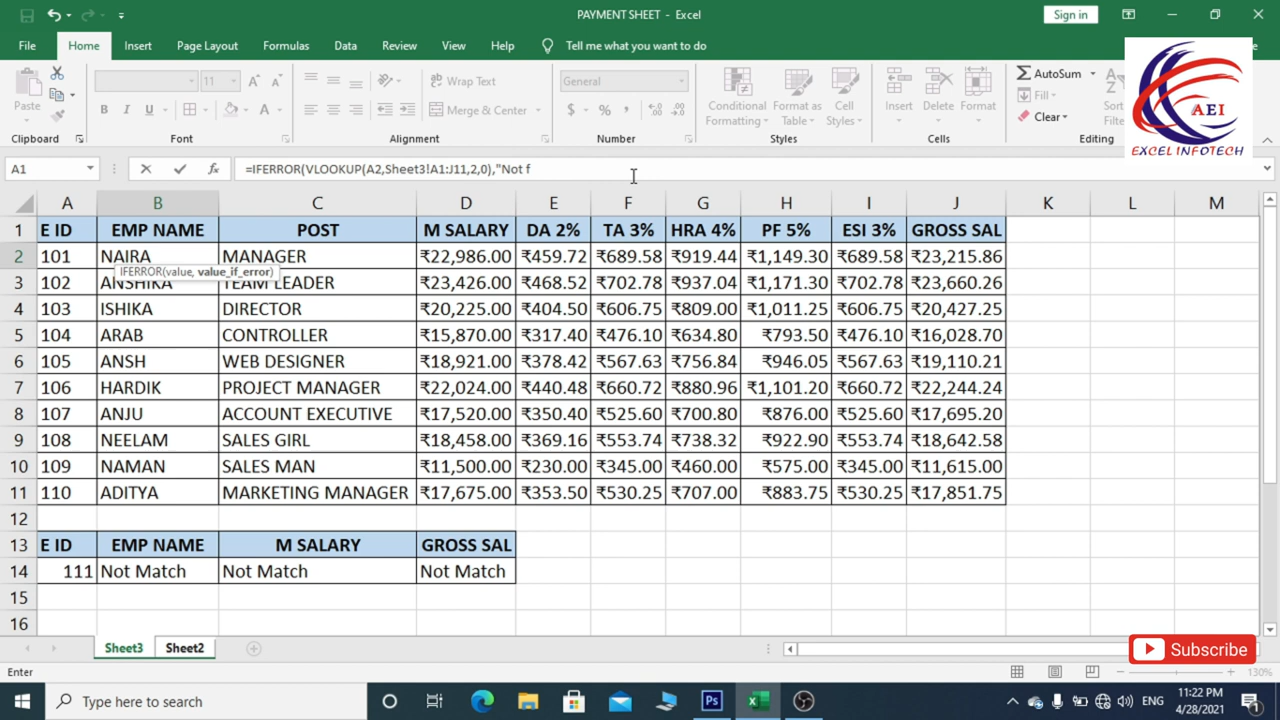 PAYMENT SHEET - Excel
Sign in
File Home Insert Page Layout Formulas Data Review View Help Tell me what you want to do
Paste
11
Wrap Text
Merge & Center
General
Conditional Formatting
Format as Table
Cell Styles
Insert Delete Format
AutoSum
Fill
Clear
AEI
EXCEL INFOTECH
Clipboard Font Alignment Number Styles Cells Editing
A1 =IFERROR(VLOOKUP(A2,Sheet3!A1:J11,2,0),"Not f
A B C D E F G H I J K L M
1 E ID EMP NAME POST M SALARY DA 2% TA 3% HRA 4% PF 5% ESI 3% GROSS SAL
2 101 NAIRA MANAGER ₹22,986.00 ₹459.72 ₹689.58 ₹919.44 ₹1,149.30 ₹689.58 ₹23,215.86
IFERROR(value, value_if_error)
3 102 ANSHIKA TEAM LEADER ₹23,426.00 ₹468.52 ₹702.78 ₹937.04 ₹1,171.30 ₹702.78 ₹23,660.26
4 103 ISHIKA DIRECTOR ₹20,225.00 ₹404.50 ₹606.75 ₹809.00 ₹1,011.25 ₹606.75 ₹20,427.25
5 104 ARAB CONTROLLER ₹15,870.00 ₹317.40 ₹476.10 ₹634.80 ₹793.50 ₹476.10 ₹16,028.70
6 105 ANSH WEB DESIGNER ₹18,921.00 ₹378.42 ₹567.63 ₹756.84 ₹946.05 ₹567.63 ₹19,110.21
7 106 HARDIK PROJECT MANAGER ₹22,024.00 ₹440.48 ₹660.72 ₹880.96 ₹1,101.20 ₹660.72 ₹22,244.24
8 107 ANJU ACCOUNT EXECUTIVE ₹17,520.00 ₹350.40 ₹525.60 ₹700.80 ₹876.00 ₹525.60 ₹17,695.20
9 108 NEELAM SALES GIRL ₹18,458.00 ₹369.16 ₹553.74 ₹738.32 ₹922.90 ₹553.74 ₹18,642.58
10 109 NAMAN SALES MAN ₹11,500.00 ₹230.00 ₹345.00 ₹460.00 ₹575.00 ₹345.00 ₹11,615.00
11 110 ADITYA MARKETING MANAGER ₹17,675.00 ₹353.50 ₹530.25 ₹707.00 ₹883.75 ₹530.25 ₹17,851.75
12
13 E ID EMP NAME M SALARY GROSS SAL
14 111 Not Match Not Match Not Match
15
16
Sheet3 Sheet2
Subscribe
Enter
130%
Type here to search
ENG
11:22 PM
4/28/2021
1